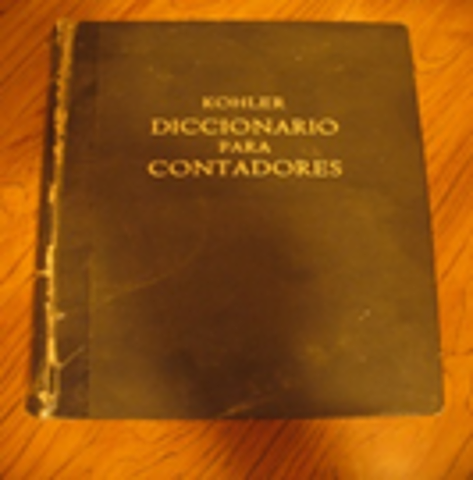 KOHLER
DICCIONARIO
PARA
CONTADORES